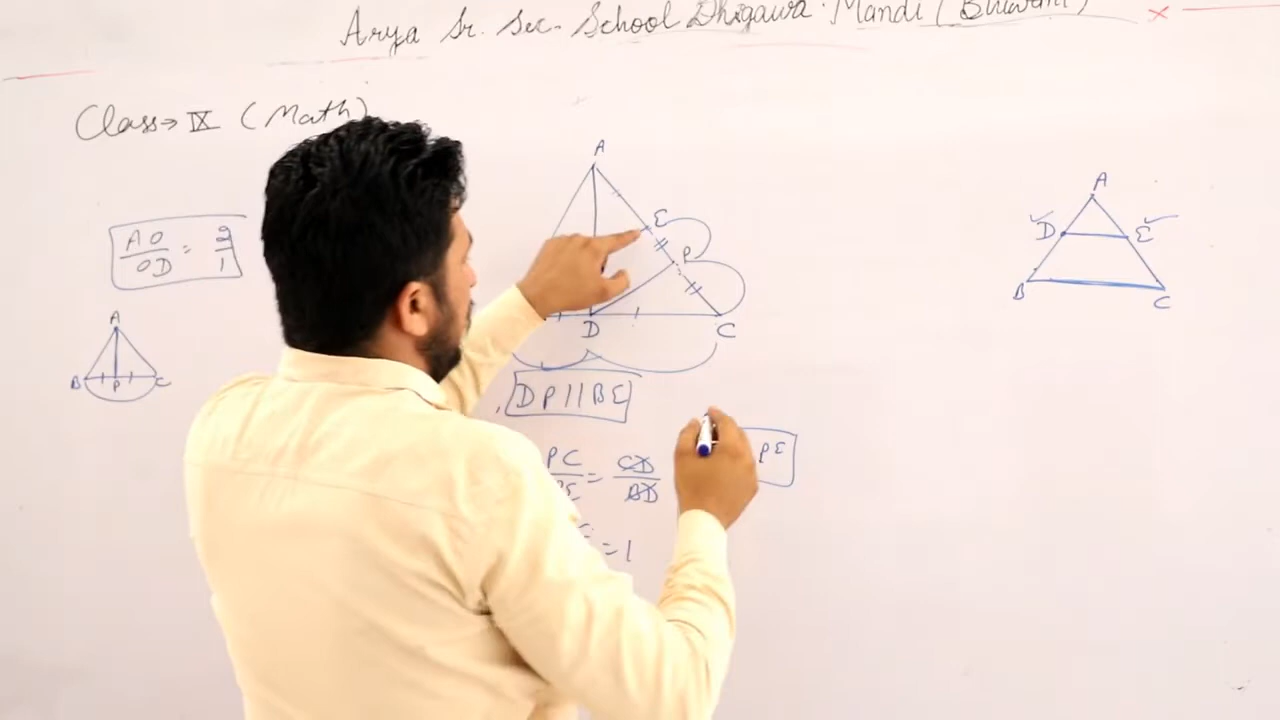 Arya Sr. Sec. School Dhigawa Mandi (Bhiwani)
Class→ IX (Math)
AO/OD = 2/1
A
B P C
A
E
P
D C
DP||BE
PC = CD/BD
PE
=1
A
D E
B C